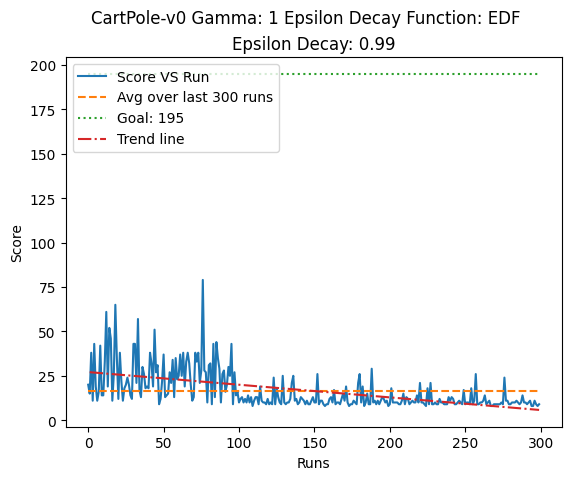 CartPole-v0 Gamma: 1 Epsilon Decay Function: EDF
Epsilon Decay: 0.99
Score VS Run
Avg over last 300 runs
Goal: 195
Trend line
200
175
150
125
100
75
50
25
0
Score
0 50 100 150 200 250 300
Runs